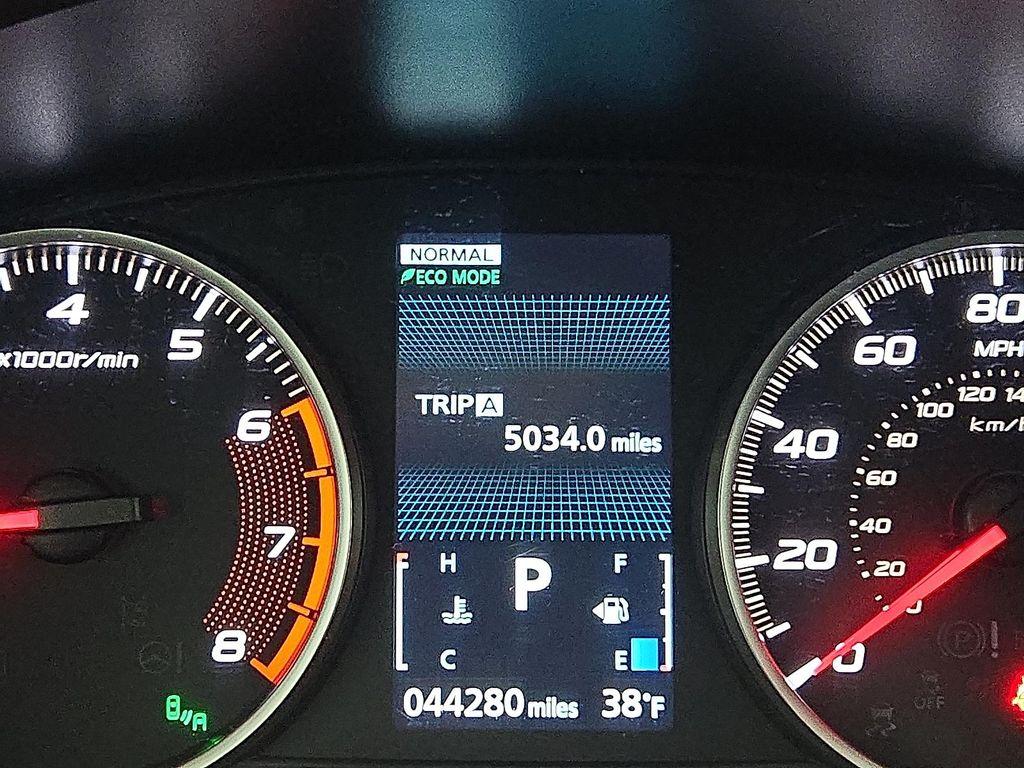 NORMAL
ECO MODE
4
5
x1000r/min
6
7
8
A
TRIP A
5034.0 miles
H
P
F
C
E
044280 miles 38°F
80
60
MPH
120
100
km/h
80
40
60
40
20
20
0
0
P
OFF